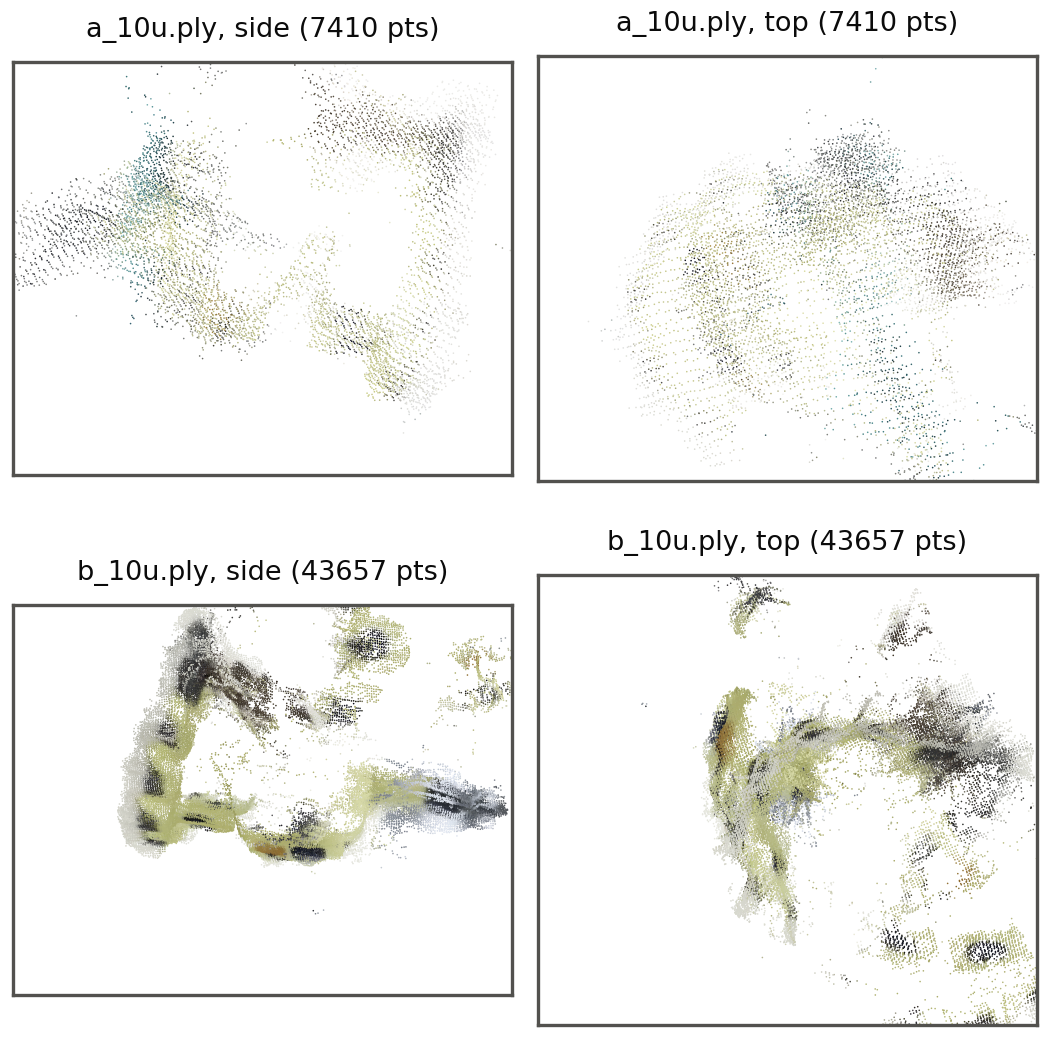 a_10u.ply, side (7410 pts)
a_10u.ply, top (7410 pts)
b_10u.ply, side (43657 pts)
b_10u.ply, top (43657 pts)